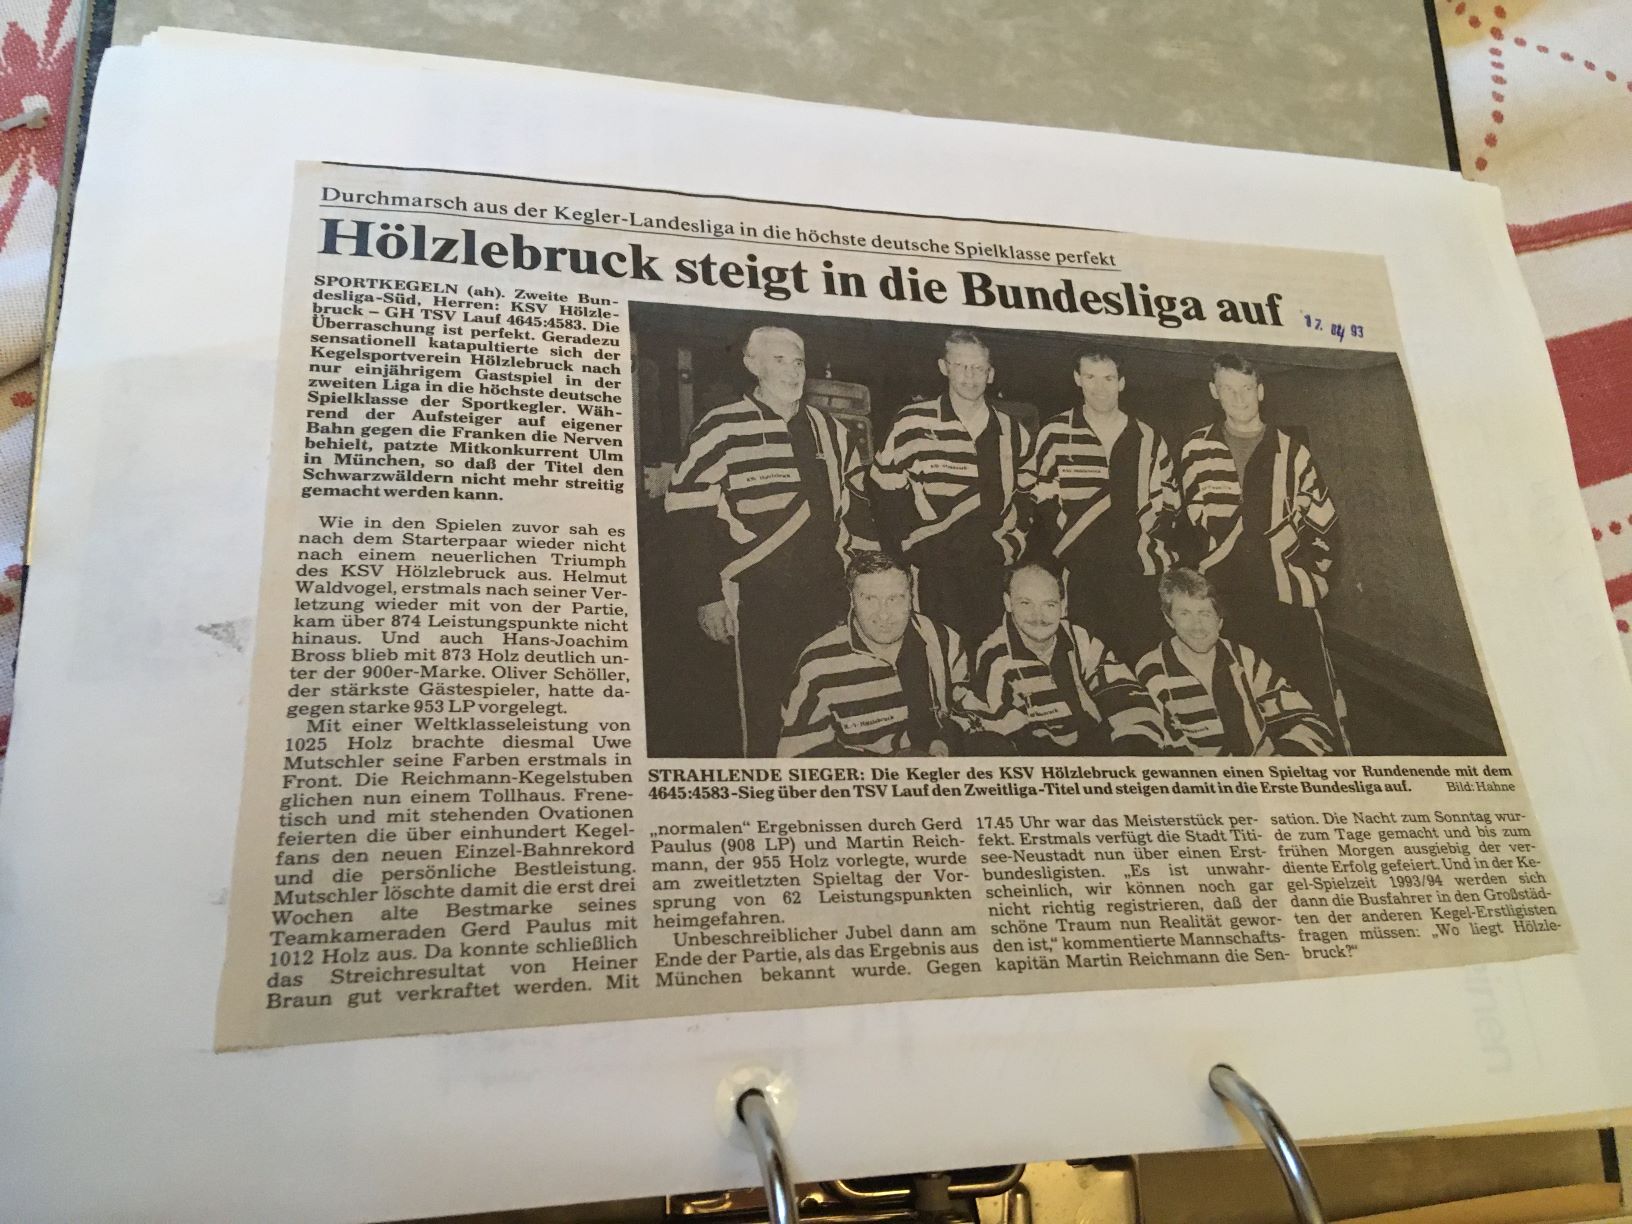 Durchmarsch aus der Kegler-Landesliga in die höchste deutsche Spielklasse perfekt
Hölzlebruck steigt in die Bundesliga auf
17. 04 93
SPORTKEGELN (ah). Zweite Bun-
desliga-Süd, Herren: KSV Hölzle-
bruck – GH TSV Lauf 4645:4583. Die
Überraschung ist perfekt. Geradezu
sensationell katapultierte sich der
Kegelsportverein Hölzlebruck nach
nur einjährigem Gastspiel in der
zweiten Liga in die höchste deutsche
Spielklasse der Sportkegler. Wäh-
rend der Aufsteiger auf eigener
Bahn gegen die Franken die Nerven
behielt, patzte Mitkonkurrent Ulm
in München, so daß der Titel den
Schwarzwäldern nicht mehr streitig
gemacht werden kann.
Wie in den Spielen zuvor sah es
nach dem Starterpaar wieder nicht
nach einem neuerlichen Triumph
des KSV Hölzlebruck aus. Helmut
Waldvogel, erstmals nach seiner Ver-
letzung wieder mit von der Partie,
kam über 874 Leistungspunkte nicht
hinaus. Und auch Hans-Joachim
Bross blieb mit 873 Holz deutlich un-
ter der 900er-Marke. Oliver Schöller,
der stärkste Gästespieler, hatte da-
gegen starke 953 LP vorgelegt.
Mit einer Weltklasseleistung von
1025 Holz brachte diesmal Uwe
Mutschler seine Farben erstmals in
Front. Die Reichmann-Kegelstuben
glichen nun einem Tollhaus. Frene-
tisch und mit stehenden Ovationen
feierten die über einhundert Kegel-
fans den neuen Einzel-Bahnrekord
und die persönliche Bestleistung.
Mutschler löschte damit die erst drei
Wochen alte Bestmarke seines
Teamkameraden Gerd Paulus mit
1012 Holz aus. Da konnte schließlich
das Streichresultat von Heiner
Braun gut verkraftet werden. Mit
STRAHLENDE SIEGER: Die Kegler des KSV Hölzlebruck gewannen einen Spieltag vor Rundenende mit dem
4645:4583-Sieg über den TSV Lauf den Zweitliga-Titel und steigen damit in die Erste Bundesliga auf. Bild: Hahne
„normalen“ Ergebnissen durch Gerd
Paulus (908 LP) und Martin Reich-
mann, der 955 Holz vorlegte, wurde
am zweitletzten Spieltag der Vor-
sprung von 62 Leistungspunkten
heimgefahren.
Unbeschreiblicher Jubel dann am
Ende der Partie, als das Ergebnis aus
München bekannt wurde. Gegen
17.45 Uhr war das Meisterstück per-
fekt. Erstmals verfügt die Stadt Titi-
see-Neustadt nun über einen Erst-
bundesligisten. „Es ist unwahr-
scheinlich, wir können noch gar
nicht richtig registrieren, daß der
schöne Traum nun Realität gewor-
den ist,“ kommentierte Mannschafts-
kapitän Martin Reichmann die Sen-
sation. Die Nacht zum Sonntag wur-
de zum Tage gemacht und bis zum
frühen Morgen ausgiebig der ver-
diente Erfolg gefeiert. Und in der Ke-
gel-Spielzeit 1993/94 werden sich
dann die Busfahrer in den Großstäd-
ten der anderen Kegel-Erstligisten
fragen müssen: „Wo liegt Hölzle-
bruck?“